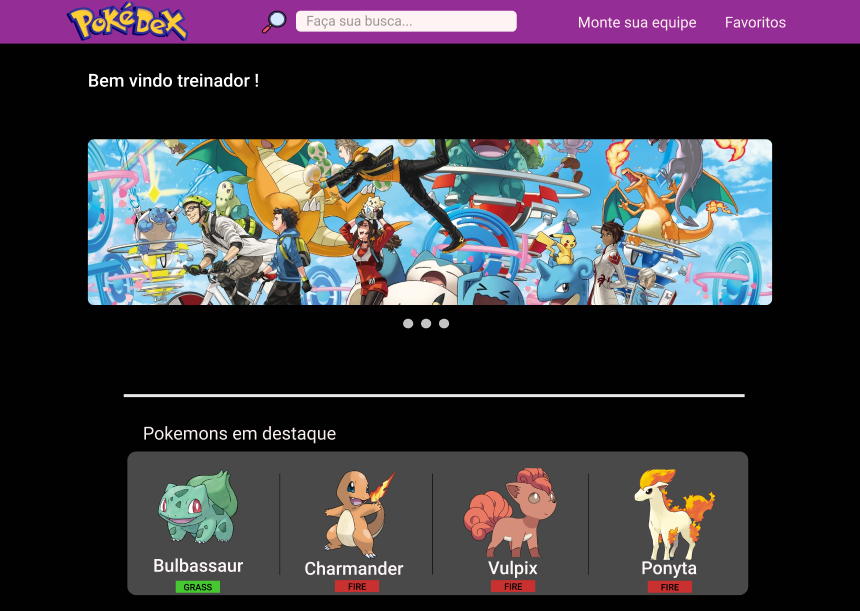 PoKéDeX
Faça sua busca...
Monte sua equipe
Favoritos
Bem vindo treinador !
Pokemons em destaque
Bulbassaur
GRASS
Charmander
FIRE
Vulpix
FIRE
Ponyta
FIRE